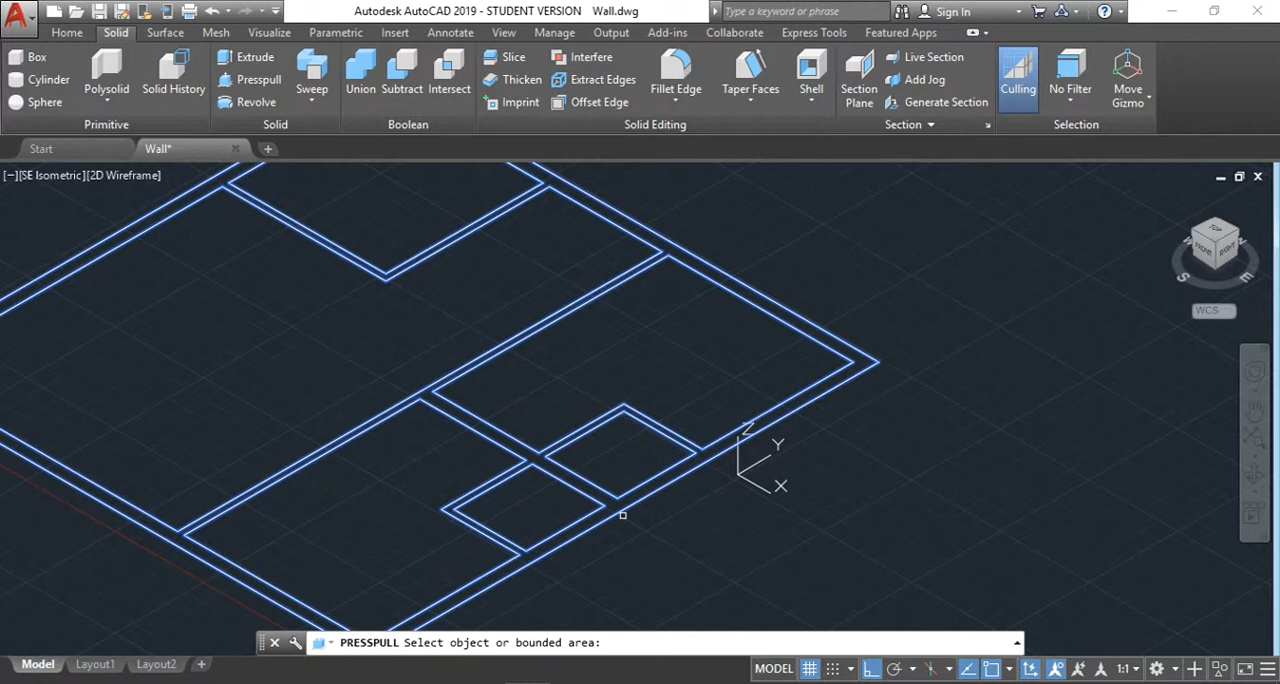 Autodesk AutoCAD 2019 - STUDENT VERSION Wall.dwg
Type a keyword or phrase
Sign In
Home Solid Surface Mesh Visualize Parametric Insert Annotate View Manage Output Add-ins Collaborate Express Tools Featured Apps
Box
Cylinder
Sphere
Polysolid
Solid History
Primitive
Extrude
Presspull
Revolve
Sweep
Solid
Union
Subtract
Intersect
Boolean
Slice
Thicken
Imprint
Interfere
Extract Edges
Offset Edge
Fillet Edge
Taper Faces
Shell
Solid Editing
Section
Plane
Live Section
Add Jog
Generate Section
Section
Culling
No Filter
Move
Gizmo
Selection
Start
Wall*
[−][SE Isometric][2D Wireframe]
TOP
FRONT
RIGHT
W
N
S
E
WCS
Z
Y
X
PRESSPULL Select object or bounded area:
Model Layout1 Layout2
MODEL
1:1